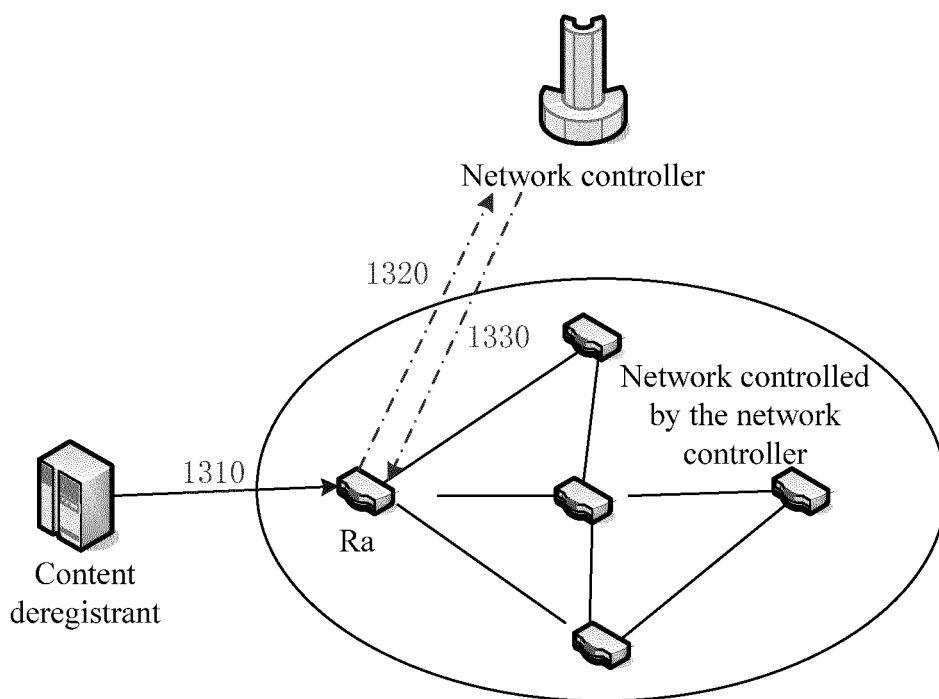 Network controller
1320
1330
Network controlled
by the network
controller
1310
Ra
Content
deregistrant